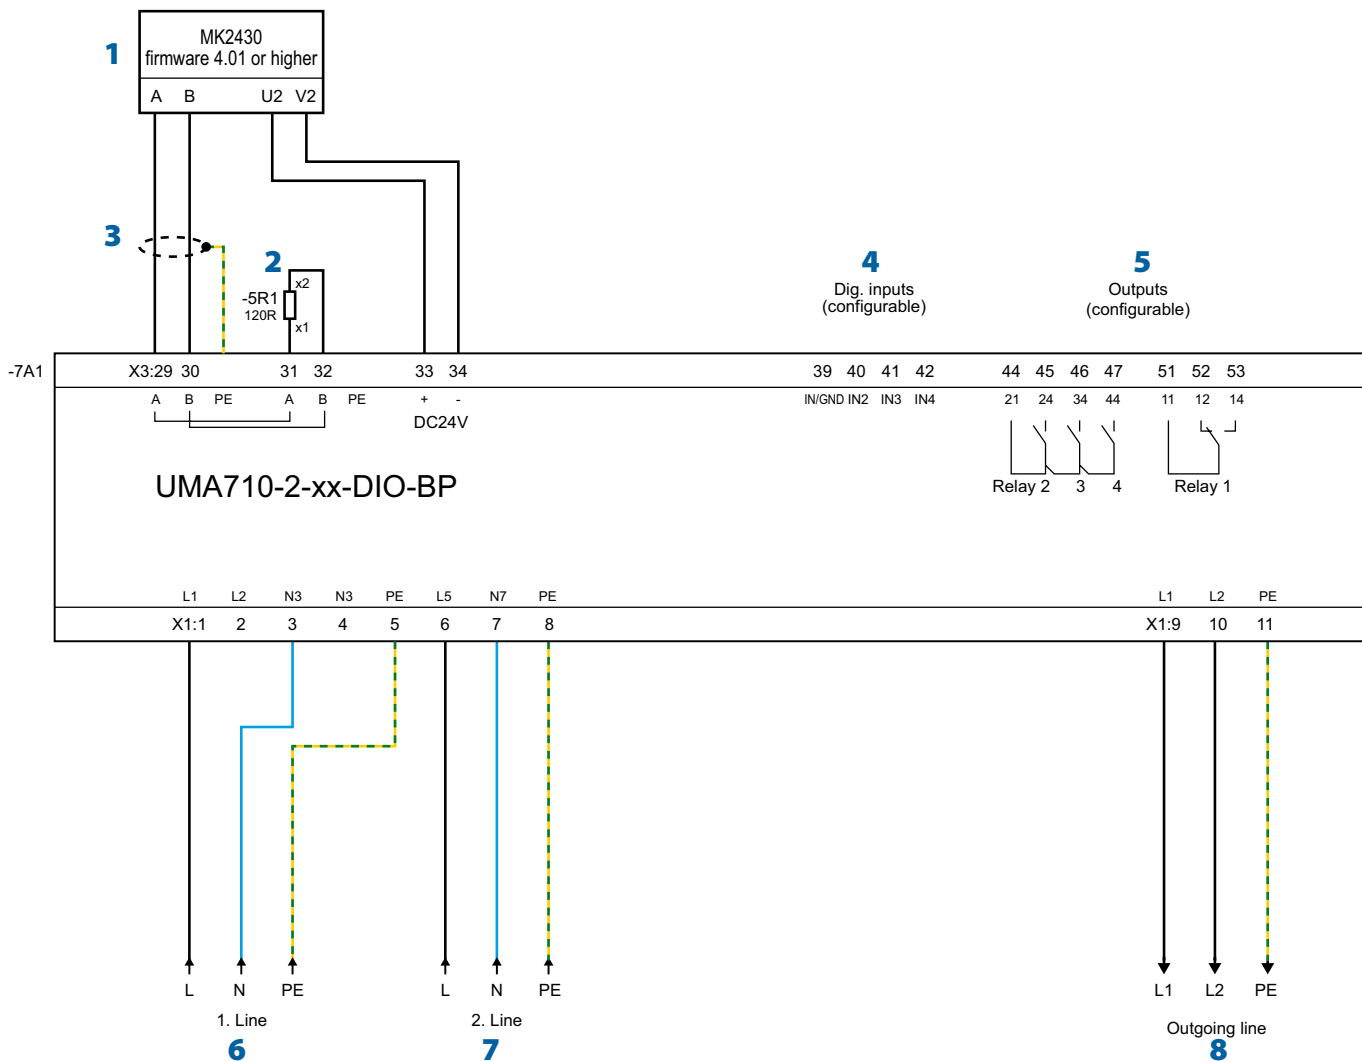 MK2430
1 firmware 4.01 or higher
A B U2 V2
3
2
x2
-5R1
120R
x1
4
Dig. inputs
(configurable)
5
Outputs
(configurable)
-7A1 X3:29 30 31 32 33 34 39 40 41 42 44 45 46 47 51 52 53
A B PE A B PE + - IN/GND IN2 IN3 IN4 21 24 34 44 11 12 14
DC24V
UMA710-2-xx-DIO-BP
Relay 2 3 4 Relay 1
L1 L2 N3 N3 PE L5 N7 PE L1 L2 PE
X1:1 2 3 4 5 6 7 8 X1:9 10 11
L N PE L N PE L1 L2 PE
1. Line 2. Line Outgoing line
6 7 8